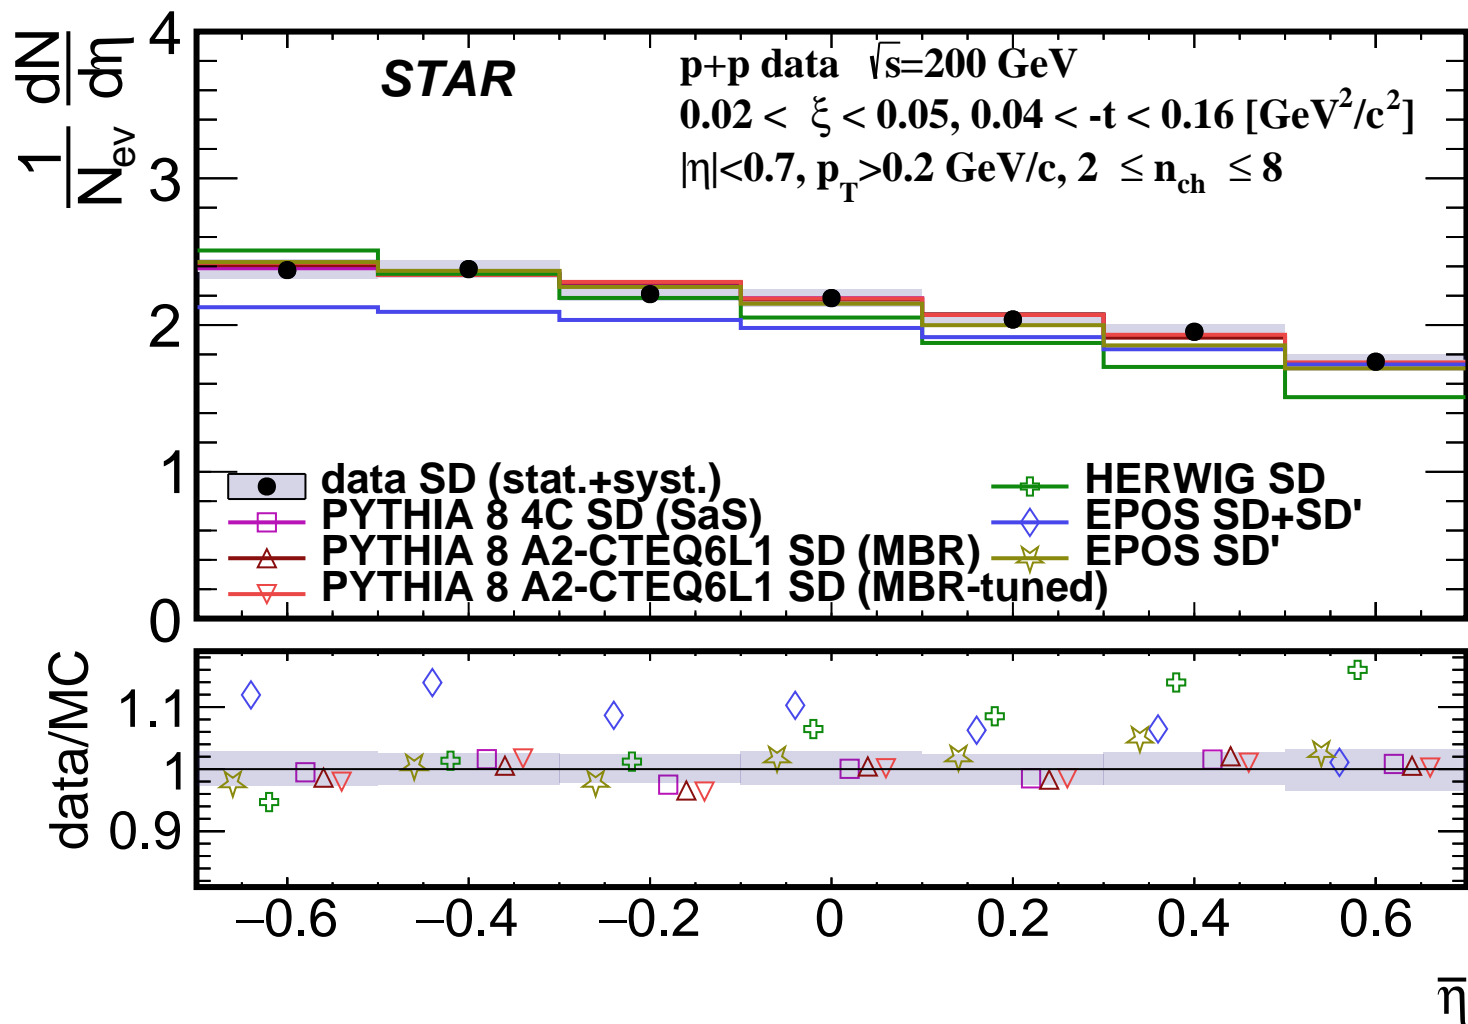 1/N_ev dN/dη
STAR
p+p data √s=200 GeV
0.02 < ξ < 0.05, 0.04 < -t < 0.16 [GeV²/c²]
|η|<0.7, p_T>0.2 GeV/c, 2 ≤ n_ch ≤ 8
4
3
2
1
0
data SD (stat.+syst.)
PYTHIA 8 4C SD (SaS)
PYTHIA 8 A2-CTEQ6L1 SD (MBR)
PYTHIA 8 A2-CTEQ6L1 SD (MBR-tuned)
HERWIG SD
EPOS SD+SD'
EPOS SD'
data/MC
1.1
1
0.9
−0.6 −0.4 −0.2 0 0.2 0.4 0.6
η̅